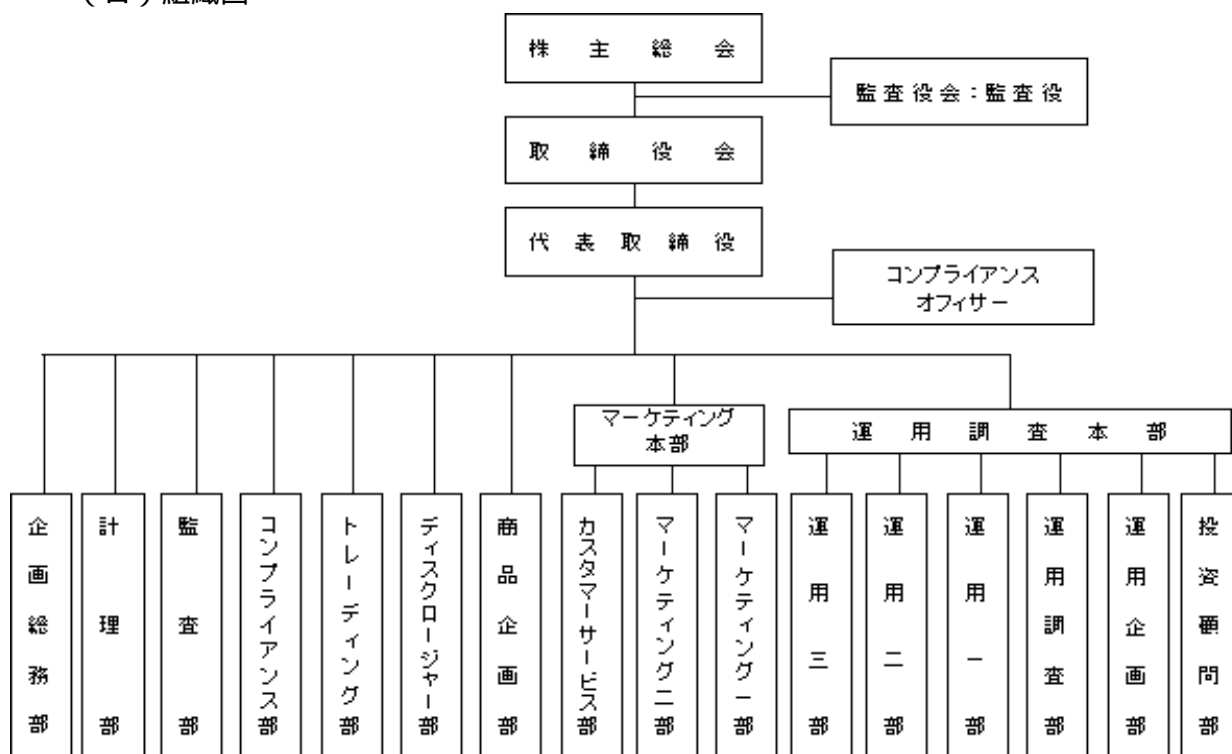 株主総会
監査役会：監査役
取締役会
代表取締役
コンプライアンス
オフィサー
マーケティング
本部
運用調査本部
企画総務部
計理部
監査部
コンプライアンス部
トレーディング部
ディスクロージャー部
商品企画部
カスタマーサービス部
マーケティング二部
マーケティング一部
運用三部
運用二部
運用一部
運用調査部
運用企画部
投資顧問部